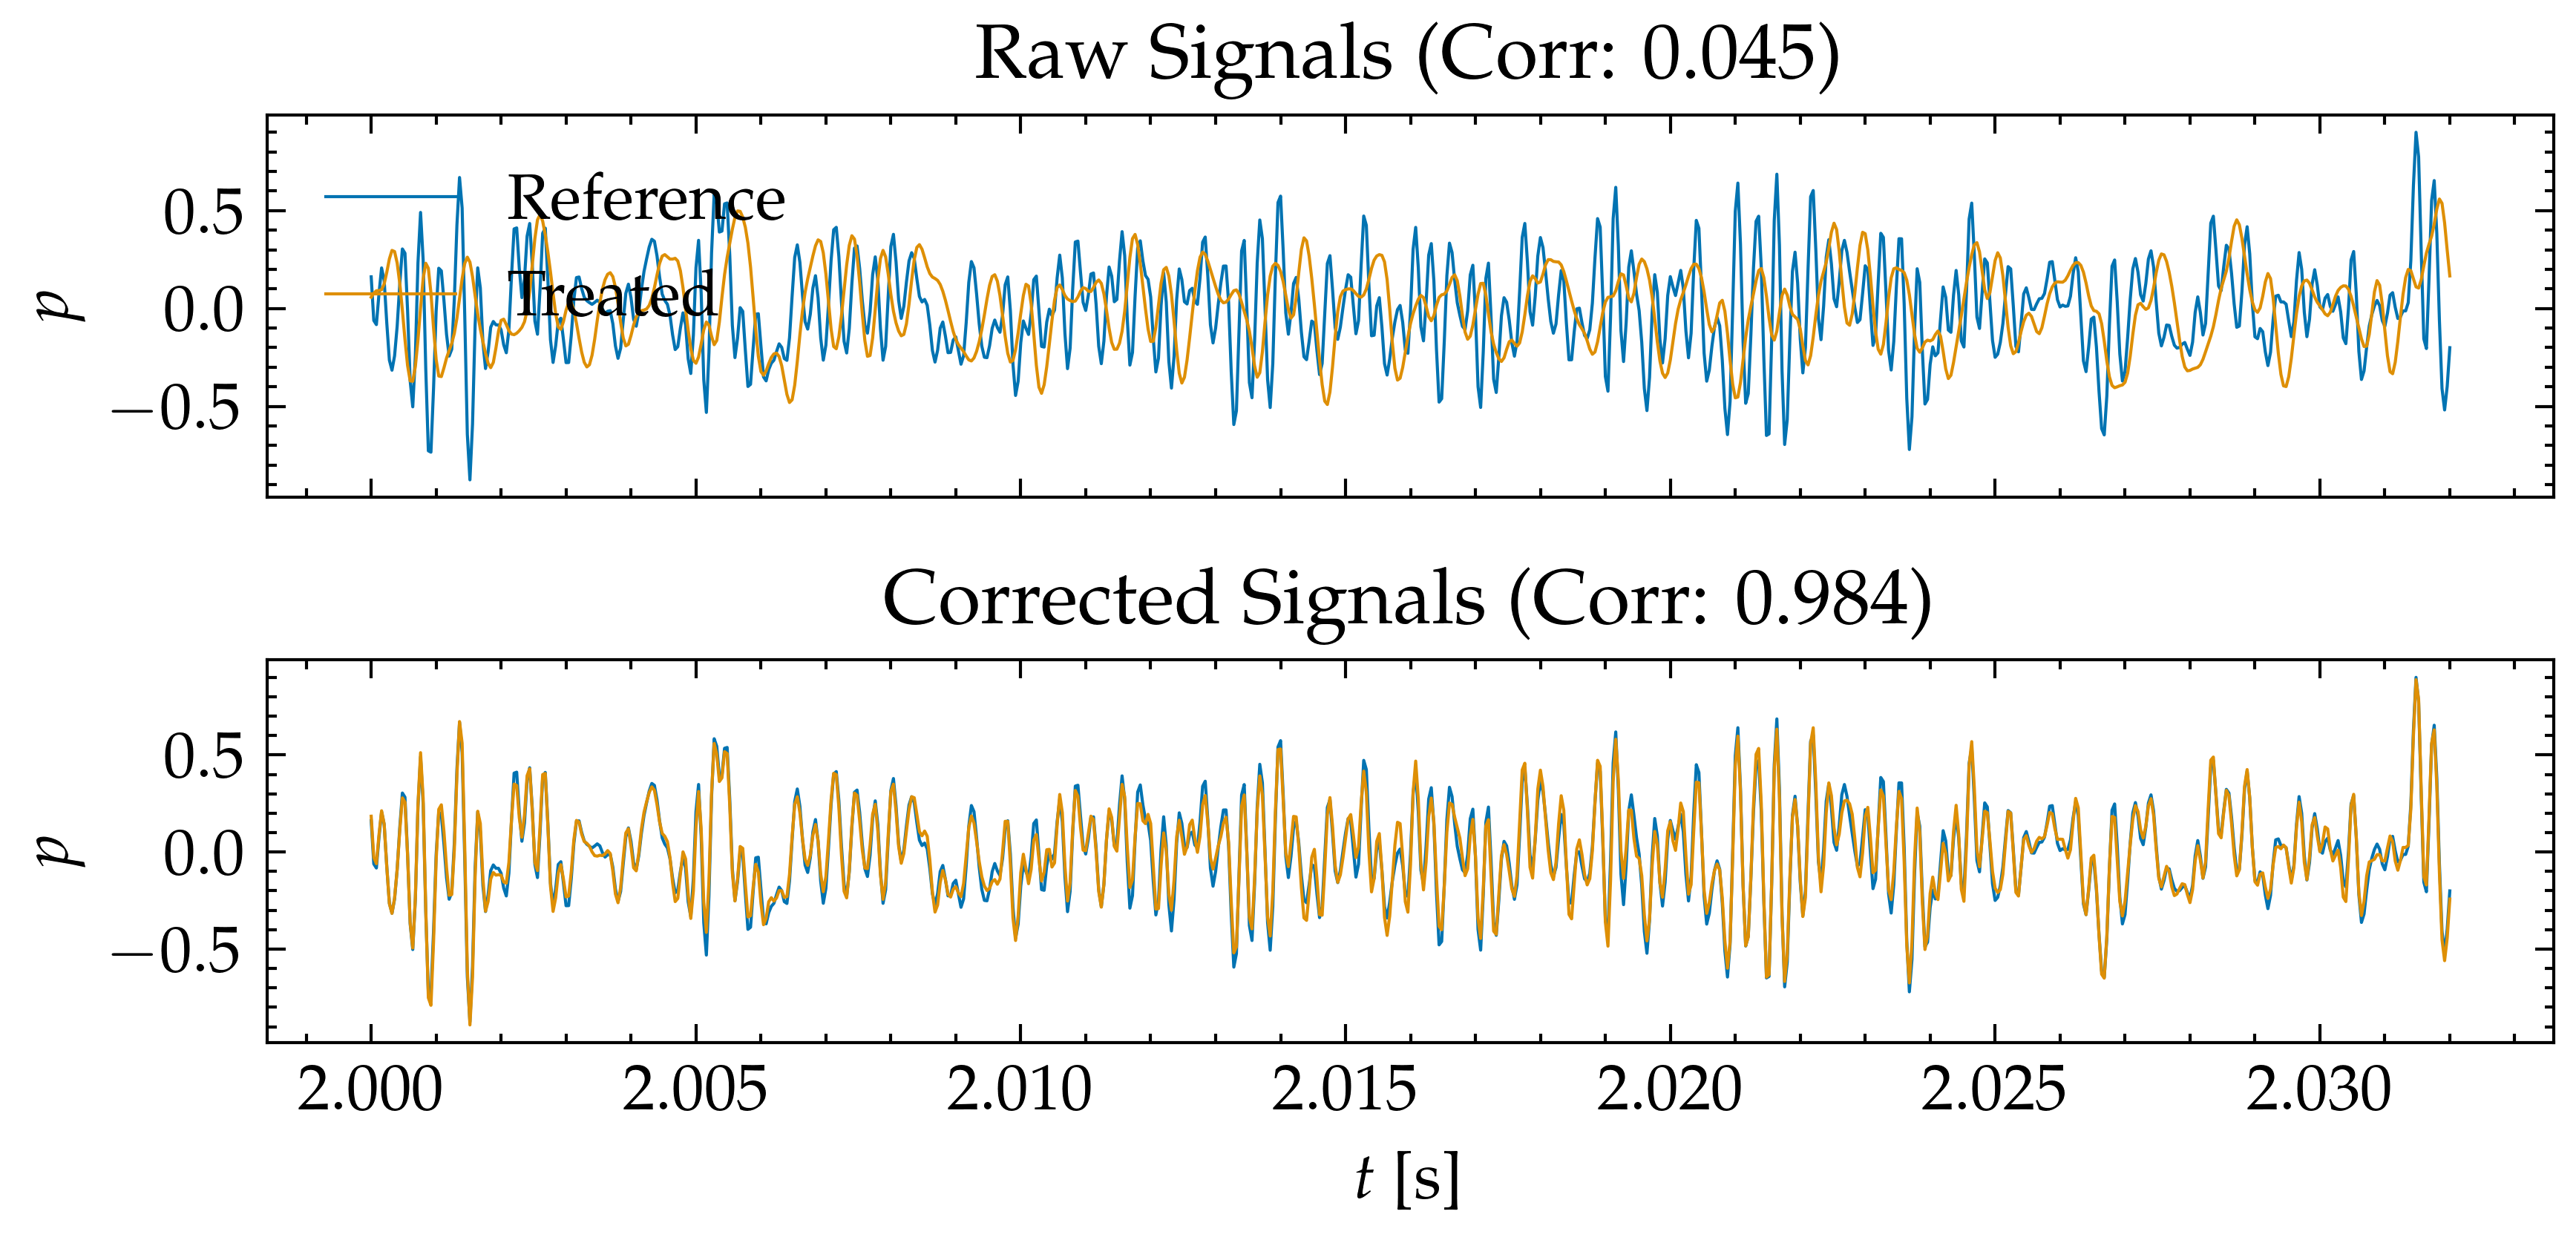 Raw Signals (Corr: 0.045)
p
0.5
0.0
−0.5
Reference
Treated
Corrected Signals (Corr: 0.984)
p
0.5
0.0
−0.5
2.000 2.005 2.010 2.015 2.020 2.025 2.030
t [s]